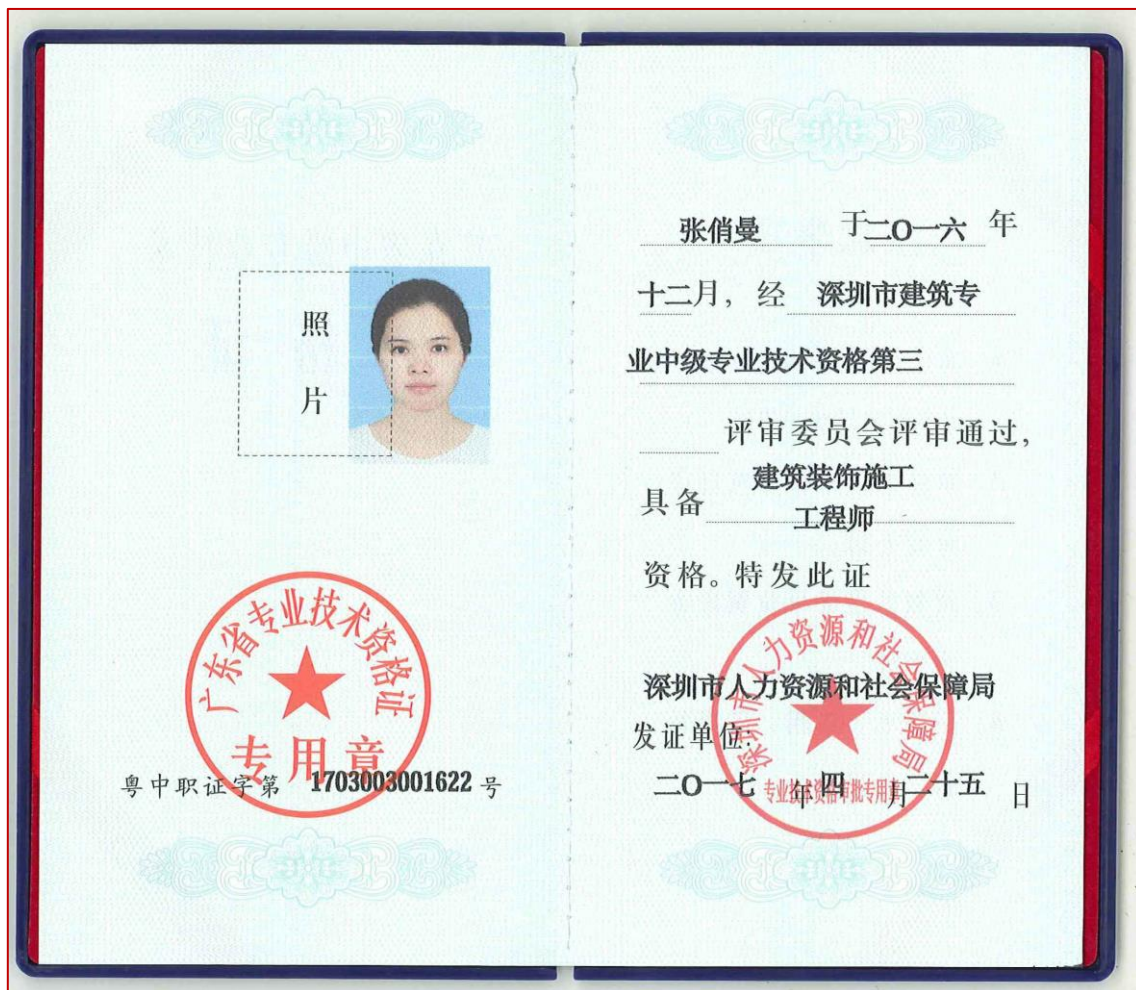 照
片
广东省专业技术资格证
专用章
粤中职证字第 1703003001622 号
张俏曼 于二O一六 年
十二月，经 深圳市建筑专
业中级专业技术资格第三
评审委员会评审通过，
具备 建筑装饰施工
工程师
资格。特发此证
深圳市人力资源和社会保障局
深圳市人力资源和社会保障局
发证单位：
专业技术资格审批专用章
二O一七 年 四 月二十五 日